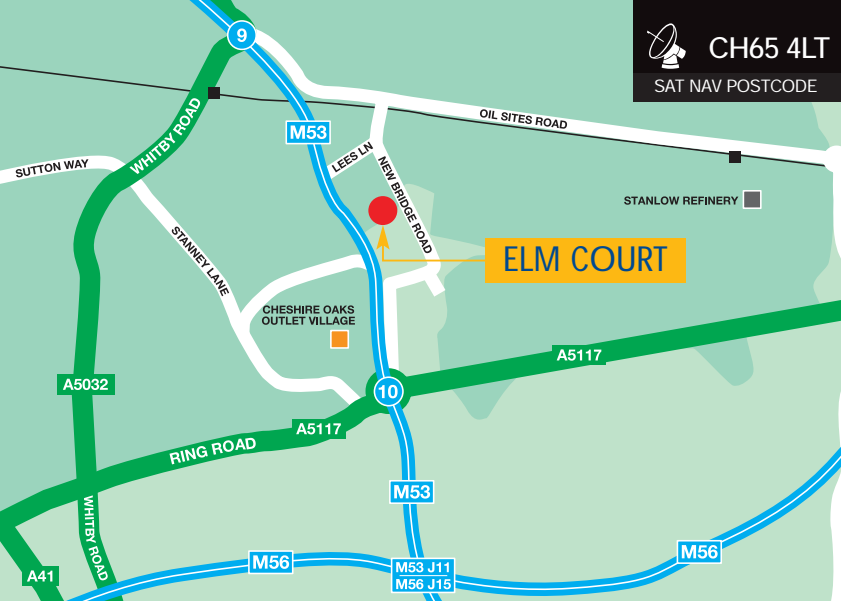 9
CH65 4LT
SAT NAV POSTCODE
WHITBY ROAD
M53
OIL SITES ROAD
LEES LN
SUTTON WAY
NEW BRIDGE ROAD
STANLOW REFINERY
STANNEY LANE
ELM COURT
CHESHIRE OAKS
OUTLET VILLAGE
A5117
A5032
10
A5117
RING ROAD
M53
WHITBY ROAD
M56
M56
M53 J11
M56 J15
A41